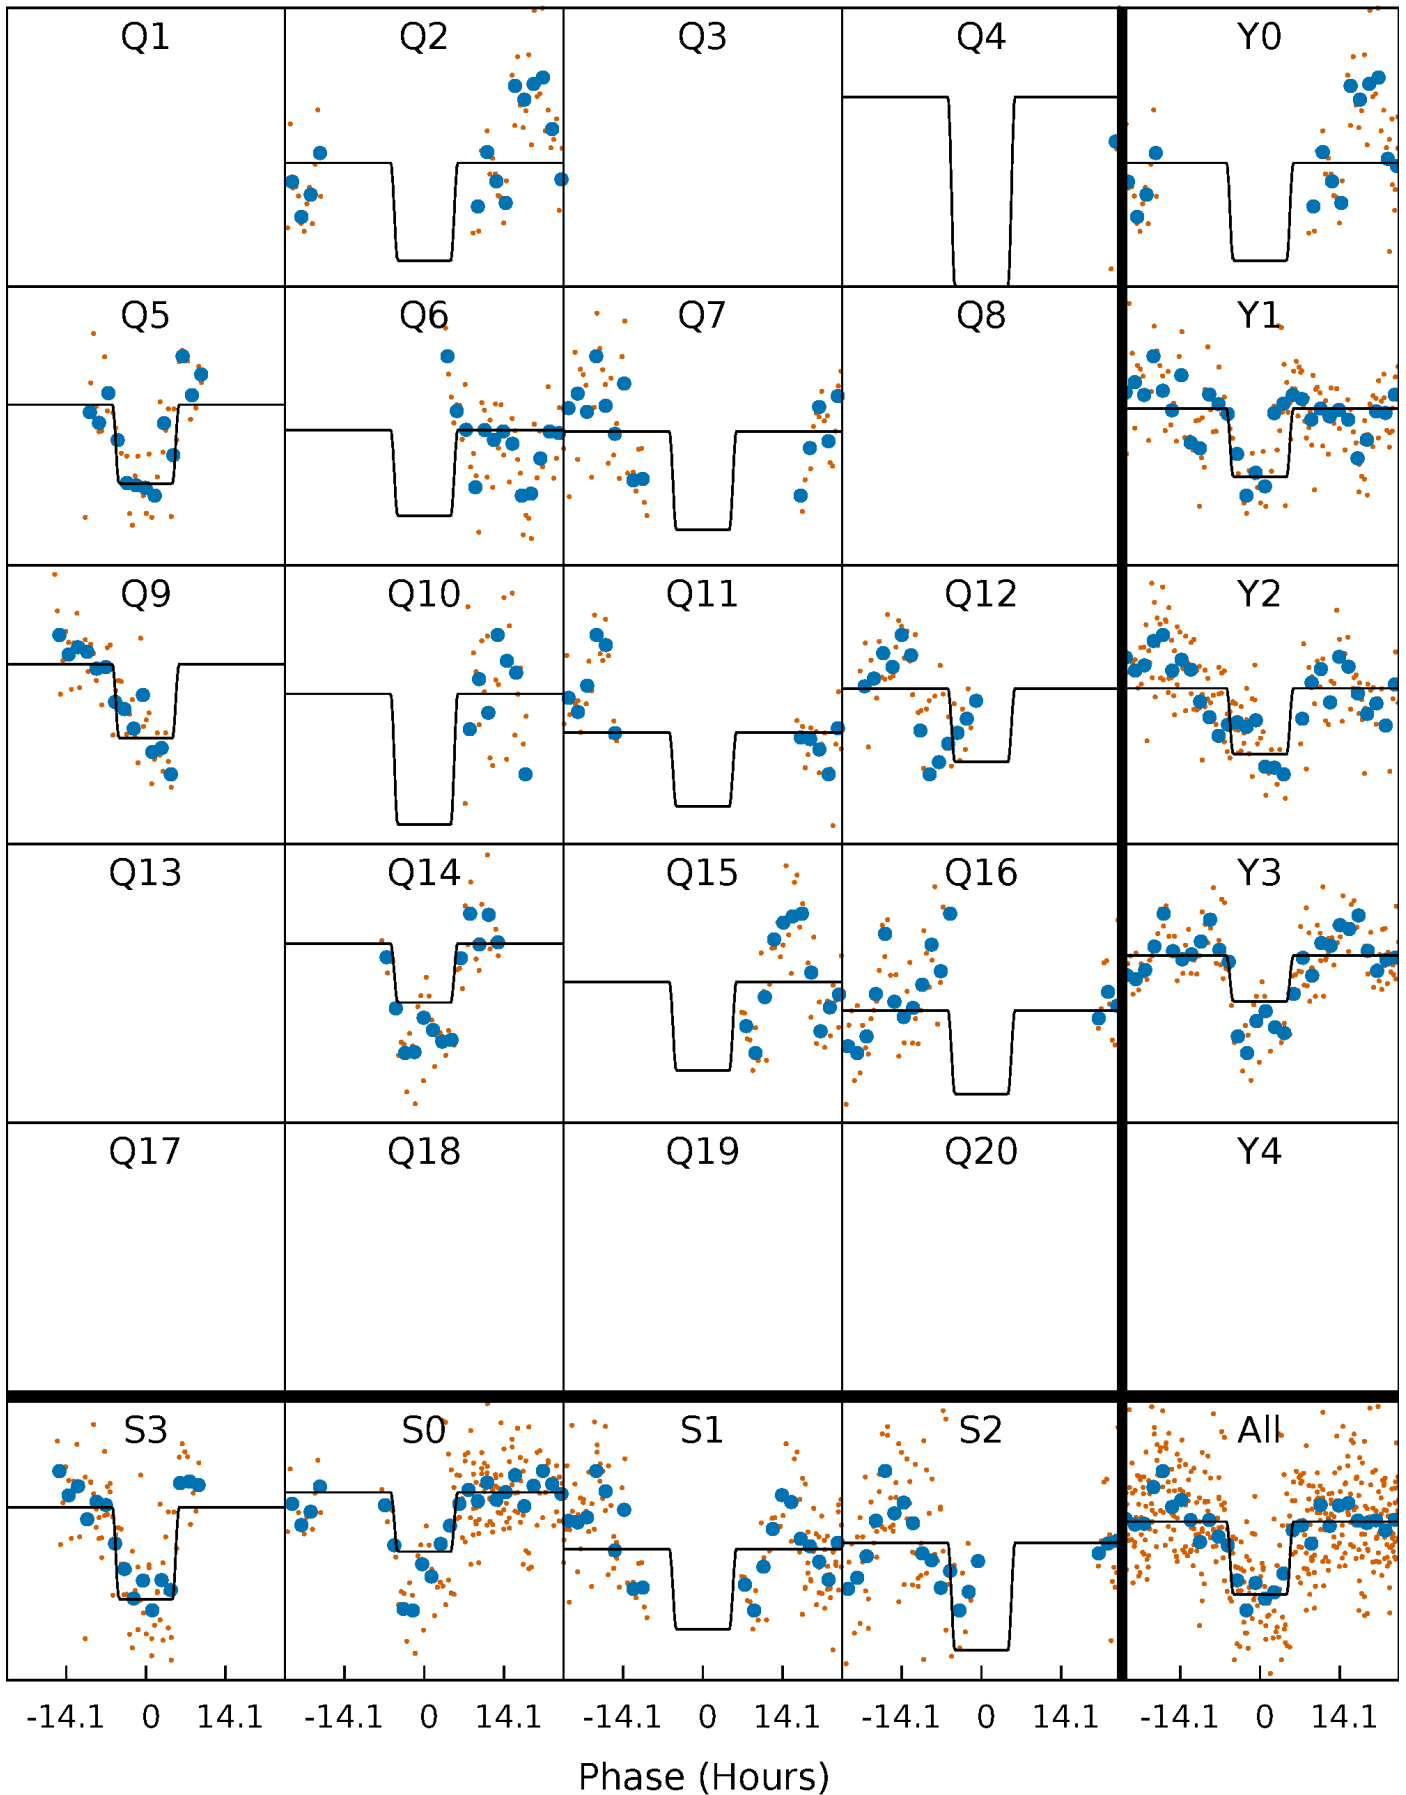 Q1 Q2 Q3 Q4 Y0
Q5 Q6 Q7 Q8 Y1
Q9 Q10 Q11 Q12 Y2
Q13 Q14 Q15 Q16 Y3
Q17 Q18 Q19 Q20 Y4
S3 S0 S1 S2 All
-14.1 0 14.1 -14.1 0 14.1 -14.1 0 14.1 -14.1 0 14.1 -14.1 0 14.1
Phase (Hours)